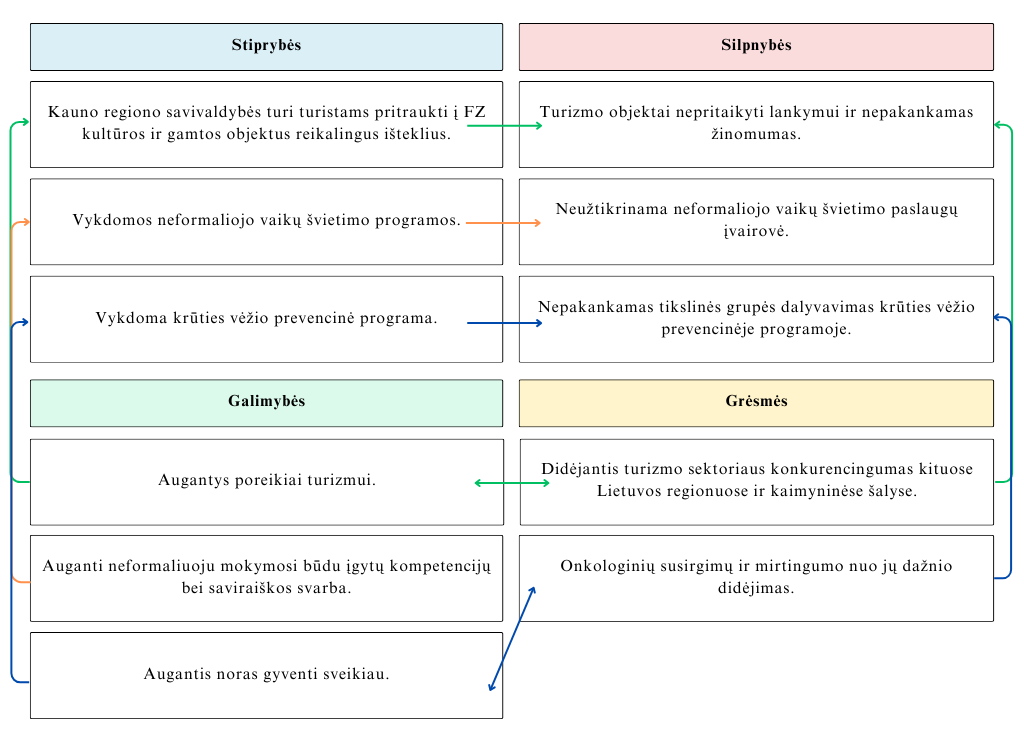 Stiprybės
Silpnybės
Kauno regiono savivaldybės turi turistams pritraukti į FZ
kultūros ir gamtos objektus reikalingus išteklius.
Turizmo objektai nepritaikyti lankymui ir nepakankamas
žinomumas.
Vykdomos neformaliojo vaikų švietimo programos.
Neužtikrinama neformaliojo vaikų švietimo paslaugų
įvairovė.
Vykdoma krūties vėžio prevencinė programa.
Nepakankamas tikslinės grupės dalyvavimas krūties vėžio
prevencinėje programoje.
Galimybės
Grėsmės
Augantys poreikiai turizmui.
Didėjantis turizmo sektoriaus konkurencingumas kituose
Lietuvos regionuose ir kaimyninėse šalyse.
Auganti neformaliuoju mokymosi būdu įgytų kompetencijų
bei saviraiškos svarba.
Onkologinių susirgimų ir mirtingumo nuo jų dažnio
didėjimas.
Augantis noras gyventi sveikiau.